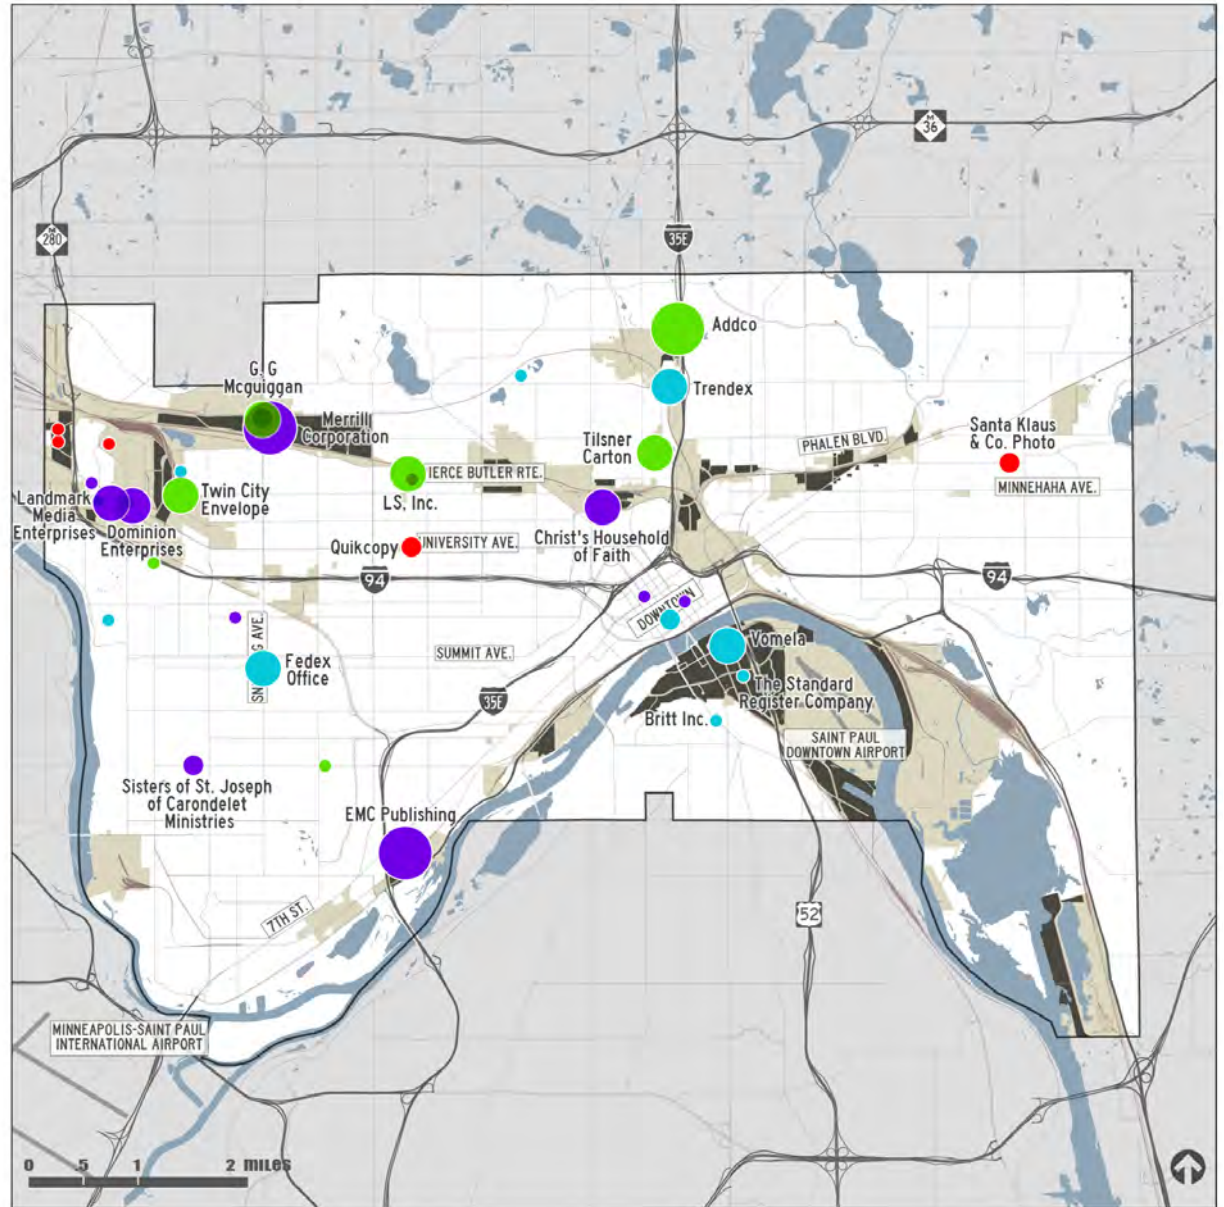 M
36
M
280
35E
Addco
G.G
Mcguiggan
Trendex
Merrill
Corporation
Santa Klaus
& Co. Photo
Tilsner
Carton
PHALEN BLVD.
IERCE BUTLER RTE.
MINNEHAHA AVE.
Landmark
Media
Enterprises
Twin City
Envelope
LS, Inc.
Dominion
Enterprises
Christ's Household
of Faith
Quikcopy
UNIVERSITY AVE.
94
94
DOWNTOWN
SN
G AVE.
Fedex
Office
SUMMIT AVE.
Vomela
35E
The Standard
Register Company
Britt Inc.
SAINT PAUL
DOWNTOWN AIRPORT
Sisters of St. Joseph
of Carondelet
Ministries
EMC Publishing
7TH ST.
52
MINNEAPOLIS-SAINT PAUL
INTERNATIONAL AIRPORT
0 .5 1 2 MILES